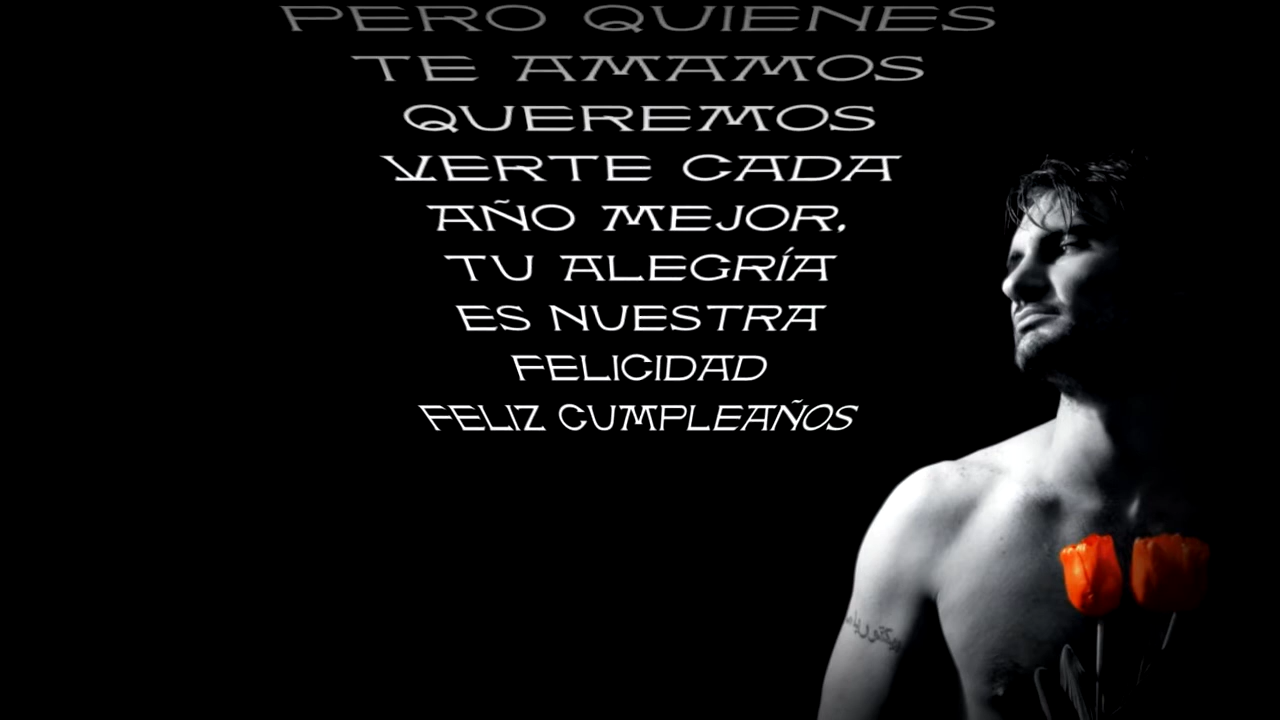 PERO QUIENES
TE AMAMOS
QUEREMOS
VERTE CADA
AÑO MEJOR.
TU ALEGRÍA
ES NUESTRA
FELICIDAD
FELIZ CUMPLEAÑOS